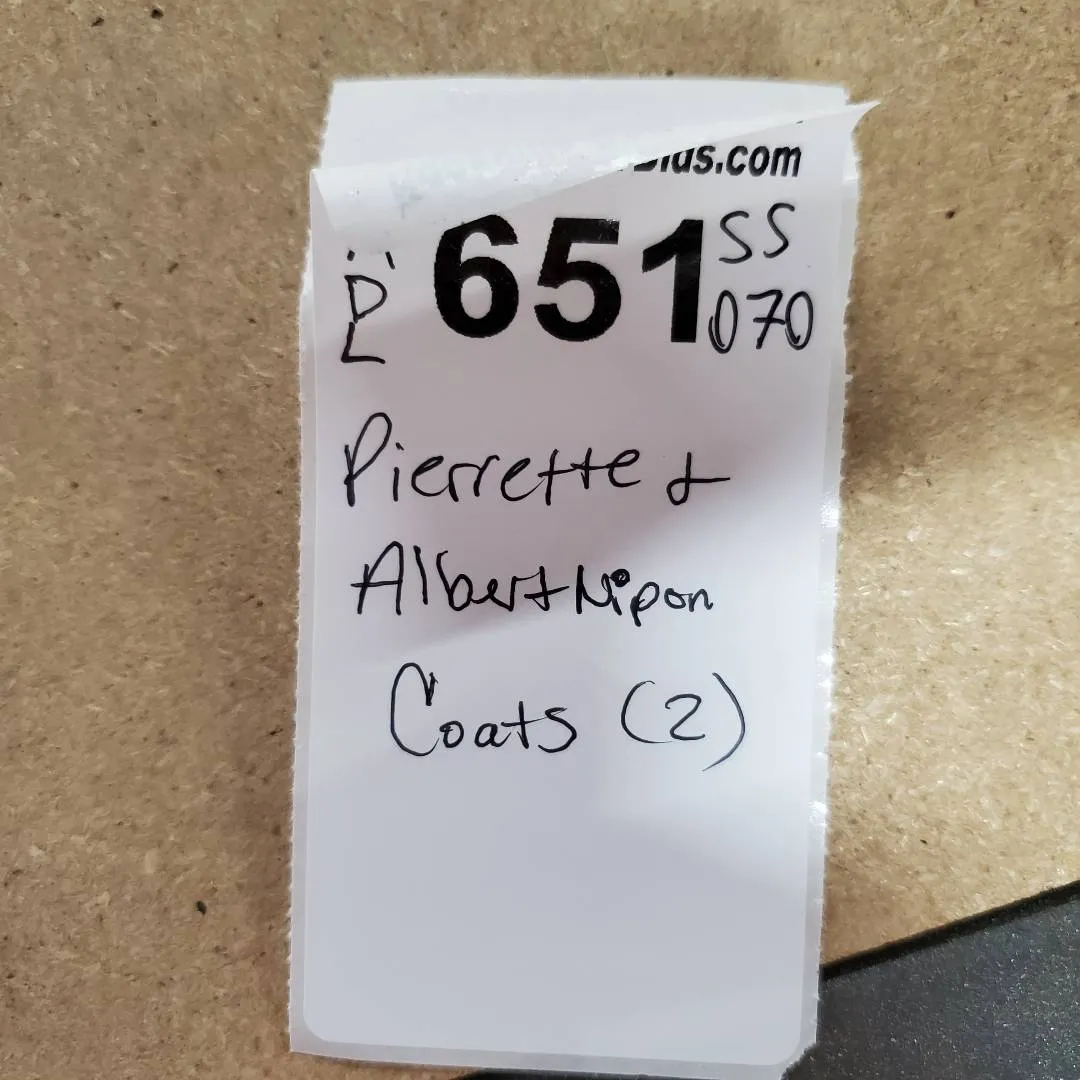 Bids.com
651 SS
070
D
L
Pierrette &
Albert Nipon
Coats (2)